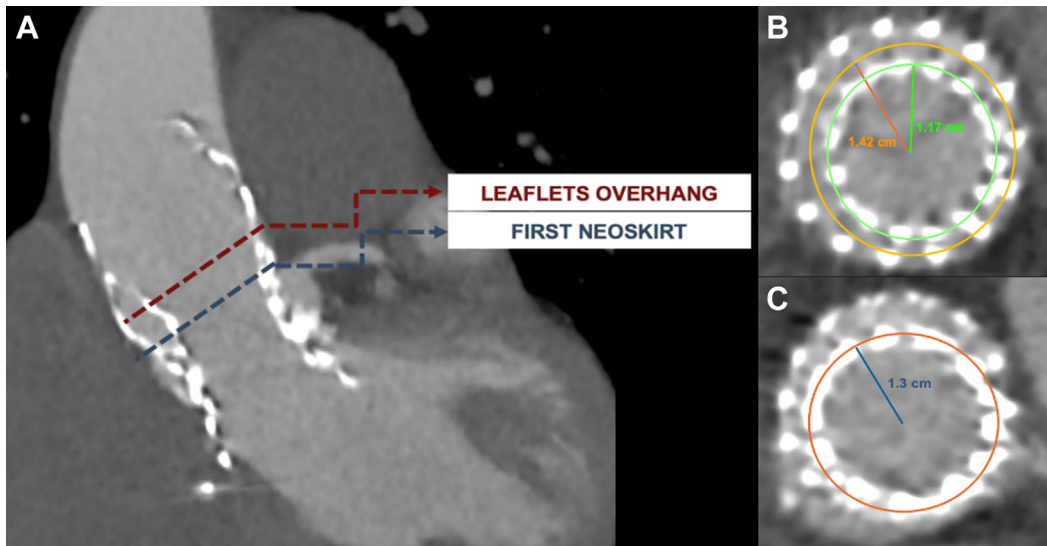 A
LEAFLETS OVERHANG
FIRST NEOSKIRT
B
1.42 cm
1.17 cm
C
1.3 cm